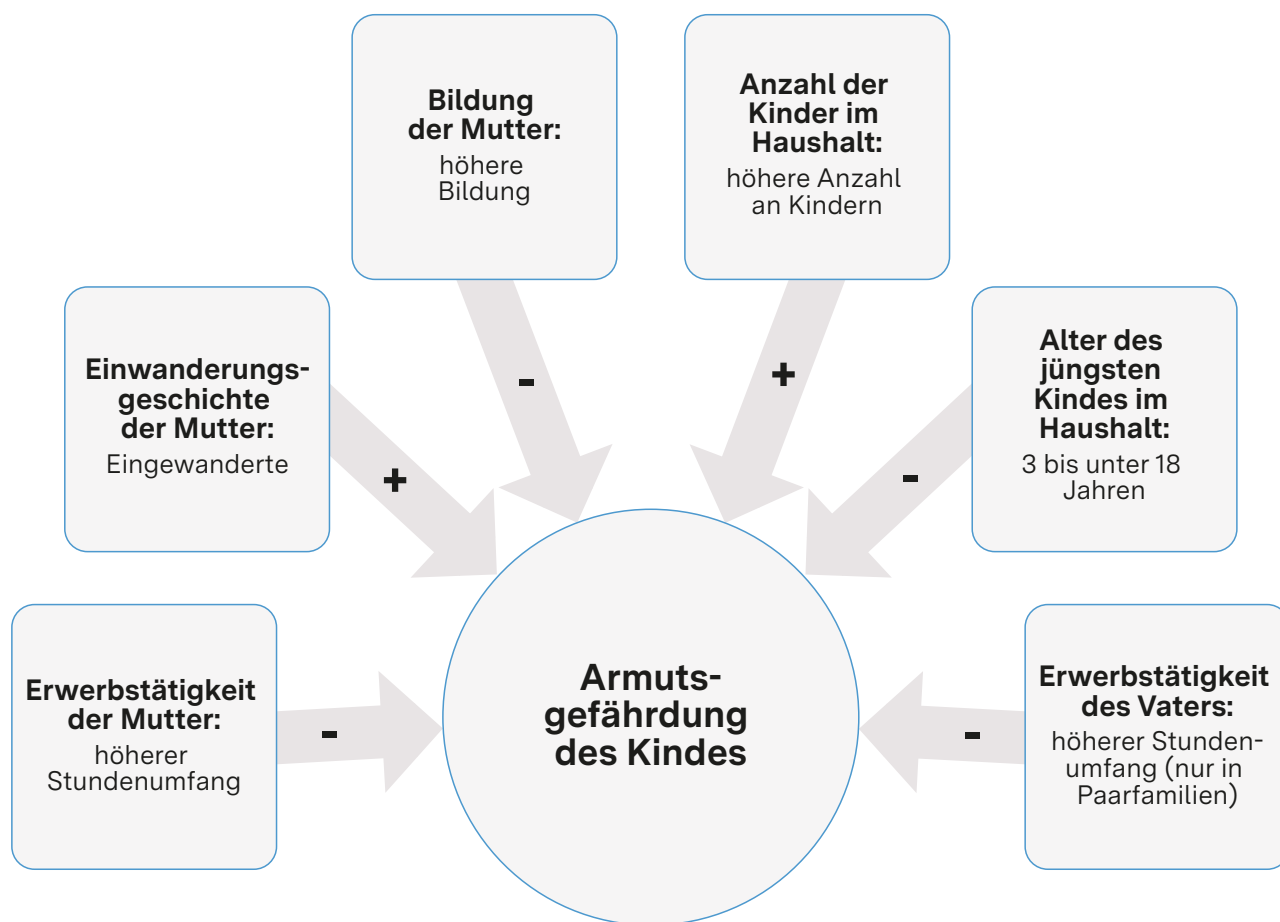 Bildung
der Mutter:
höhere
Bildung
Anzahl der
Kinder im
Haushalt:
höhere Anzahl
an Kindern
Einwanderungs-
geschichte
der Mutter:
Eingewanderte
Alter des
jüngsten
Kindes im
Haushalt:
3 bis unter 18
Jahren
-
+
+
-
Erwerbstätigkeit
der Mutter:
höherer
Stundenumfang
-
Armuts-
gefährdung
des Kindes
-
Erwerbstätigkeit
des Vaters:
höherer Stunden-
umfang (nur in
Paarfamilien)